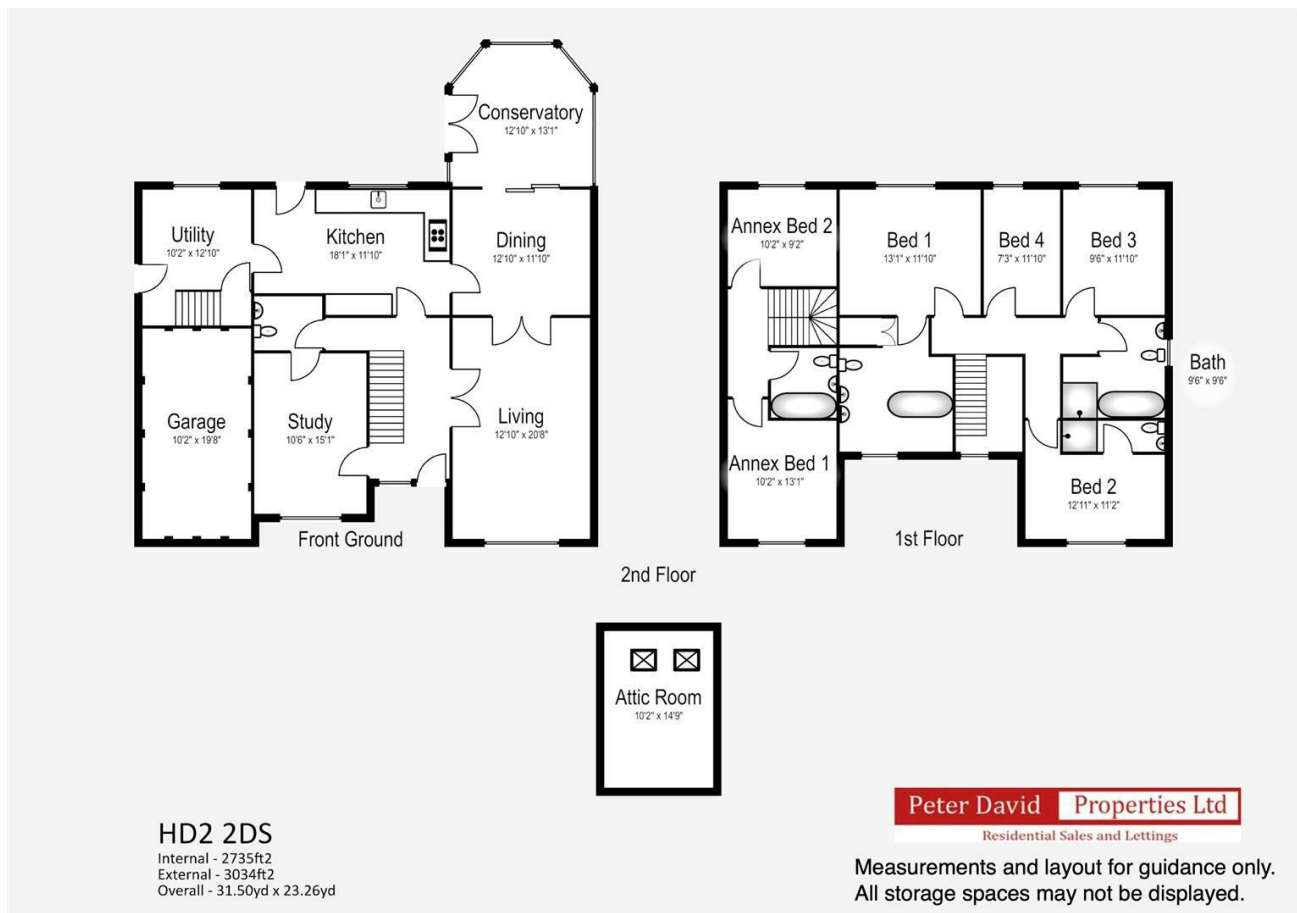 Conservatory
12'10" x 13'1"
Utility
10'2" x 12'10"
Kitchen
18'1" x 11'10"
Dining
12'10" x 11'10"
Garage
10'2" x 19'8"
Study
10'6" x 15'1"
Living
12'10" x 20'8"
Front Ground
Annex Bed 2
10'2" x 9'2"
Bed 1
13'1" x 11'10"
Bed 4
7'3" x 11'10"
Bed 3
9'6" x 11'10"
Bath
9'6" x 9'6"
Annex Bed 1
10'2" x 13'1"
Bed 2
12'11" x 11'2"
1st Floor
2nd Floor
Attic Room
10'2" x 14'9"
HD2 2DS
Internal - 2735ft2
External - 3034ft2
Overall - 31.50yd x 23.26yd
Peter David Properties Ltd
Residential Sales and Lettings
Measurements and layout for guidance only.
All storage spaces may not be displayed.